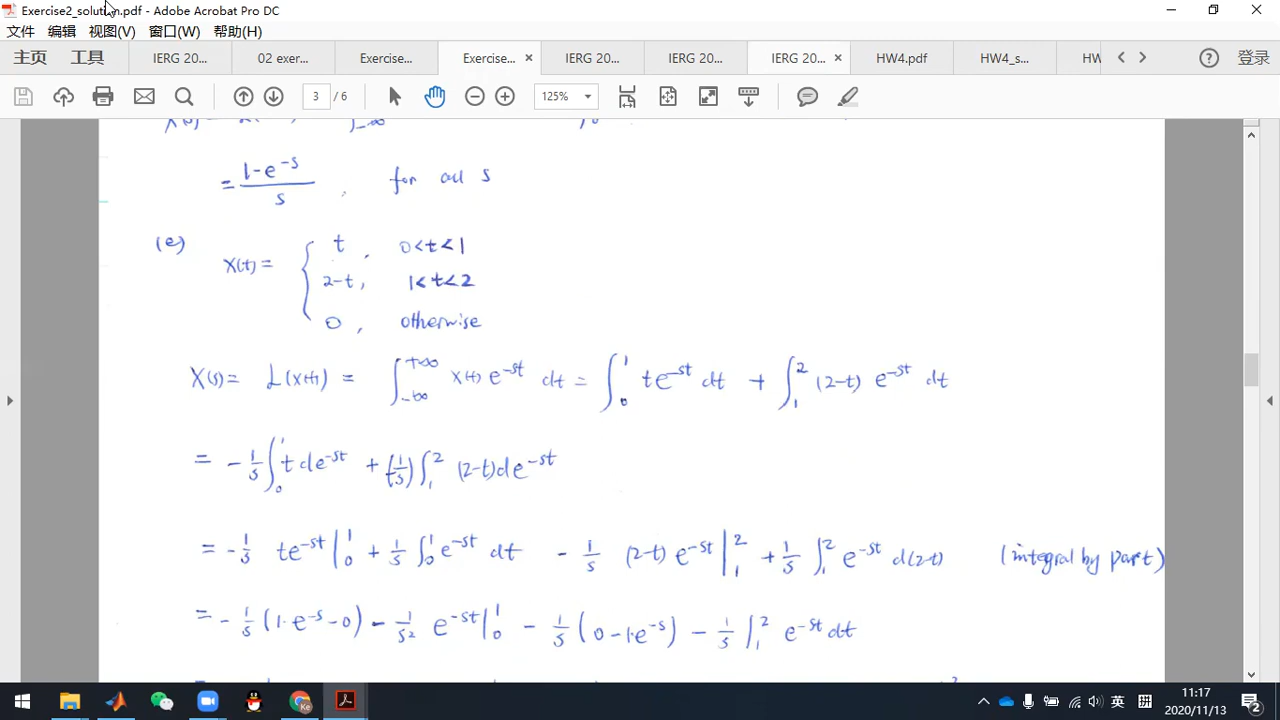 Exercise2_solution.pdf - Adobe Acrobat Pro DC
文件 编辑 视图(V) 窗口(W) 帮助(H)
主页 工具 IERG 20... 02 exer... Exercise... Exercise... × IERG 20... IERG 20... IERG 20... × HW4.pdf HW4_s... HW 登录
3 / 6 125%
= (1-e^{-s})/s , for all s
(e)
x(t) = { t, 0<t<1
2-t, 1<t<2
0, otherwise
X(s) = L(x(t)) = ∫_{-∞}^{+∞} x(t) e^{-st} dt = ∫_0^1 te^{-st} dt + ∫_1^2 (2-t) e^{-st} dt
= -1/s ∫_0^1 t de^{-st} + (-1/s) ∫_1^2 (2-t) de^{-st}
= -1/s te^{-st} |_0^1 + 1/s ∫_0^1 e^{-st} dt - 1/s (2-t) e^{-st} |_1^2 + 1/s ∫_1^2 e^{-st} d(2-t) (integral by part)
= -1/s (1·e^{-s} - 0) - 1/s² e^{-st} |_0^1 - 1/s (0 - 1·e^{-s}) - 1/s ∫_1^2 e^{-st} dt
英 拼 11:17
2020/11/13 2